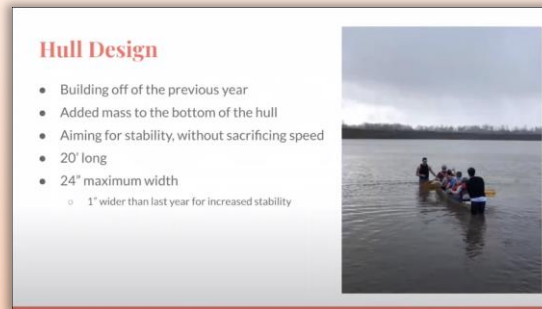 Hull Design
● Building off of the previous year
● Added mass to the bottom of the hull
● Aiming for stability, without sacrificing speed
● 20' long
● 24” maximum width
○ 1” wider than last year for increased stability